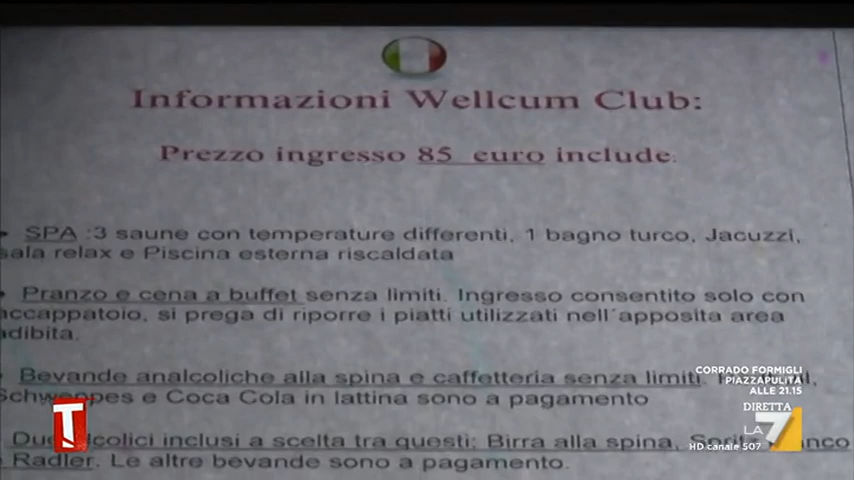 Informazioni Wellcum Club:
Prezzo ingresso 85 euro include:
SPA :3 saune con temperature differenti, 1 bagno turco, Jacuzzi,
sala relax e Piscina esterna riscaldata
Pranzo e cena a buffet senza limiti. Ingresso consentito solo con
accappatoio, si prega di riporre i piatti utilizzati nell'apposita area
adibita.
Bevande analcoliche alla spina e caffetteria senza limiti.
Schweppes e Coca Cola in lattina sono a pagamento
Due alcolici inclusi a scelta tra questi: Birra alla spina,
Radler. Le altre bevande sono a pagamento.
CORRADO FORMIGLI
PIAZZAPULITA
ALLE 21.15
DIRETTA
LA 7
HD canale 507
T